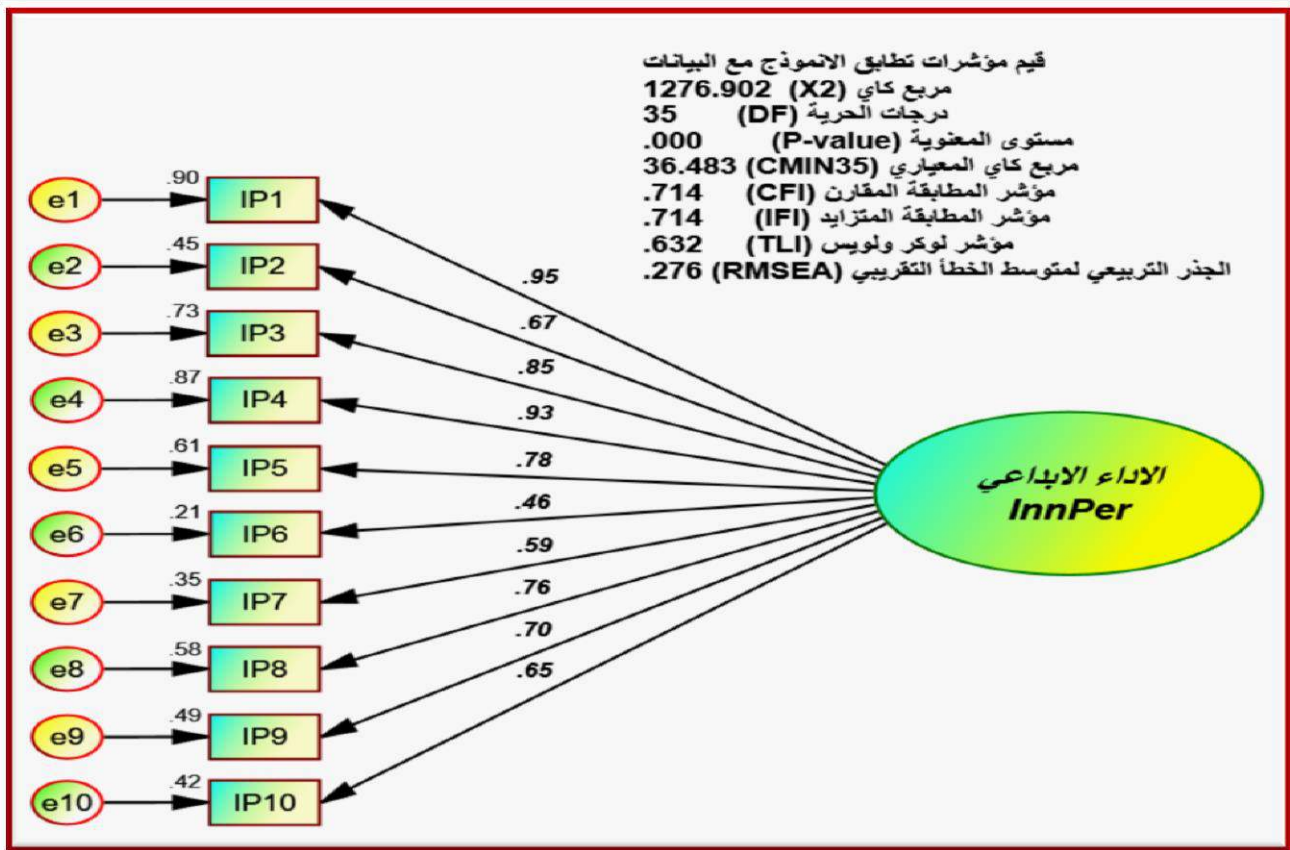 قيم مؤشرات تطابق الانموذج مع البيانات
مربع كاي (X2) 1276.902
درجات الحرية (DF) 35
مستوى المعنوية (P-value) .000
مربع كاي المعياري (CMIN35) 36.483
مؤشر المطابقة المقارن (CFI) .714
مؤشر المطابقة المتزايد (IFI) .714
مؤشر لوكر ولويس (TLI) .632
الجذر التربيعي لمتوسط الخطأ التقريبي (RMSEA) .276
e1 .90 IP1 .95
e2 .45 IP2 .67
e3 .73 IP3 .85
e4 .87 IP4 .93
e5 .61 IP5 .78
e6 .21 IP6 .46
e7 .35 IP7 .59
e8 .58 IP8 .76
e9 .49 IP9 .70
e10 .42 IP10 .65
الاداء الابداعي
InnPer